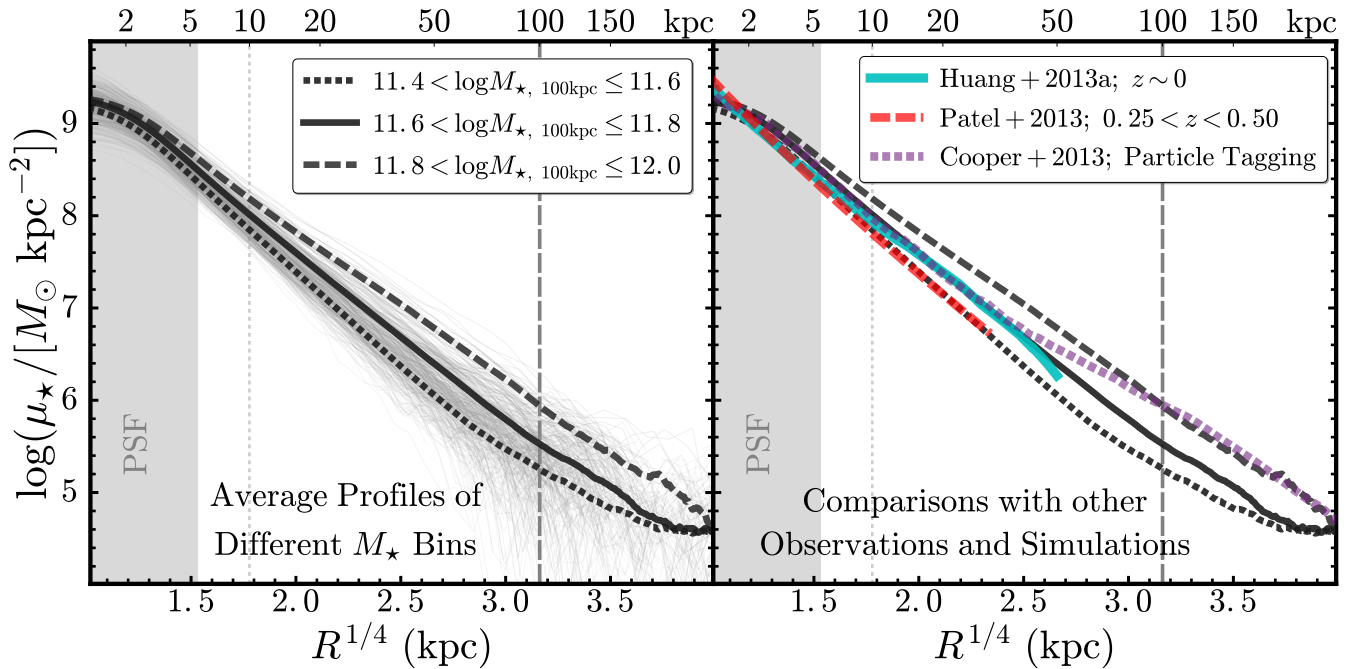 2 5 10 20 50 100 150 kpc 2 5 10 20 50 100 150 kpc
11.4 < logM⋆, 100kpc ≤ 11.6
11.6 < logM⋆, 100kpc ≤ 11.8
11.8 < logM⋆, 100kpc ≤ 12.0
Huang + 2013a; z ∼ 0
Patel + 2013; 0.25 < z < 0.50
Cooper + 2013; Particle Tagging
log(μ⋆/[M⊙ kpc−2])
9
8
7
6
5
PSF
Average Profiles of
Different M⋆ Bins
PSF
Comparisons with other
Observations and Simulations
1.5 2.0 2.5 3.0 3.5 1.5 2.0 2.5 3.0 3.5
R1/4 (kpc) R1/4 (kpc)